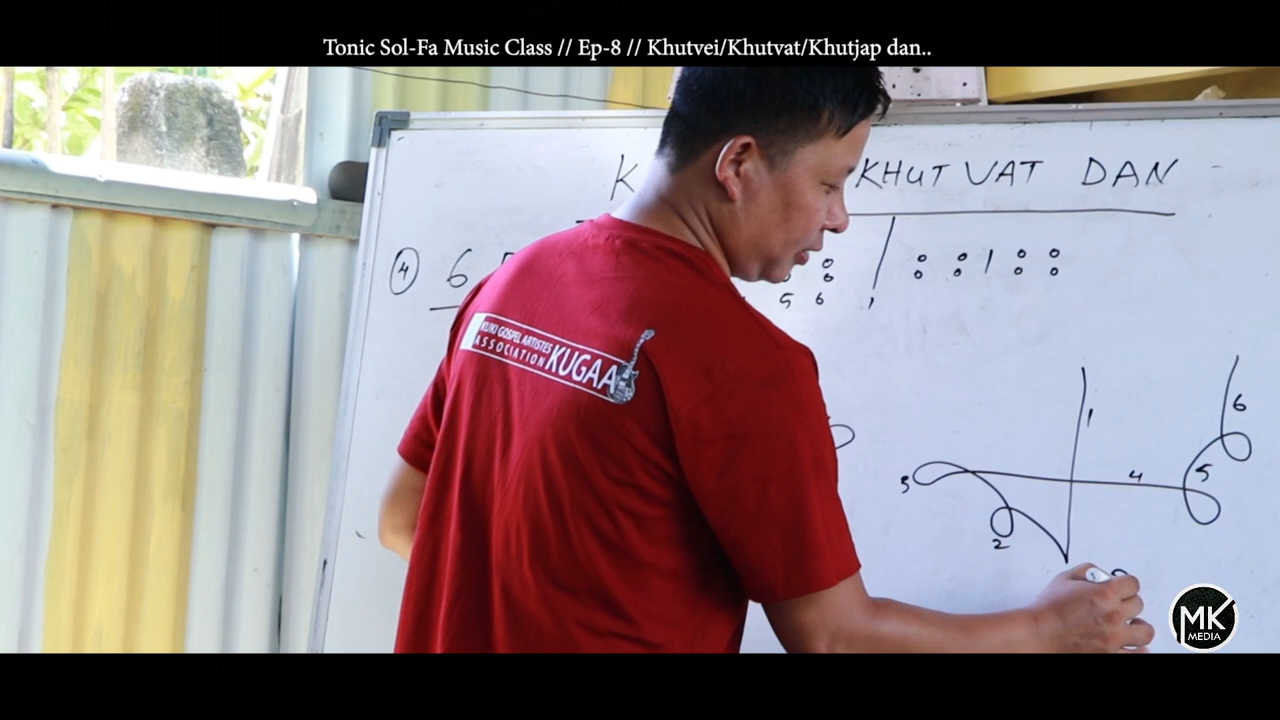 Tonic Sol-Fa Music Class // Ep-8 // Khutvei/Khutvat/Khutjap dan..
K KHUT VAT DAN
4 6
5 6 1
KUKI GOSPEL ARTISTES
ASSOCIATION KUGAA
1
6
3 4 5
2
MK
MEDIA